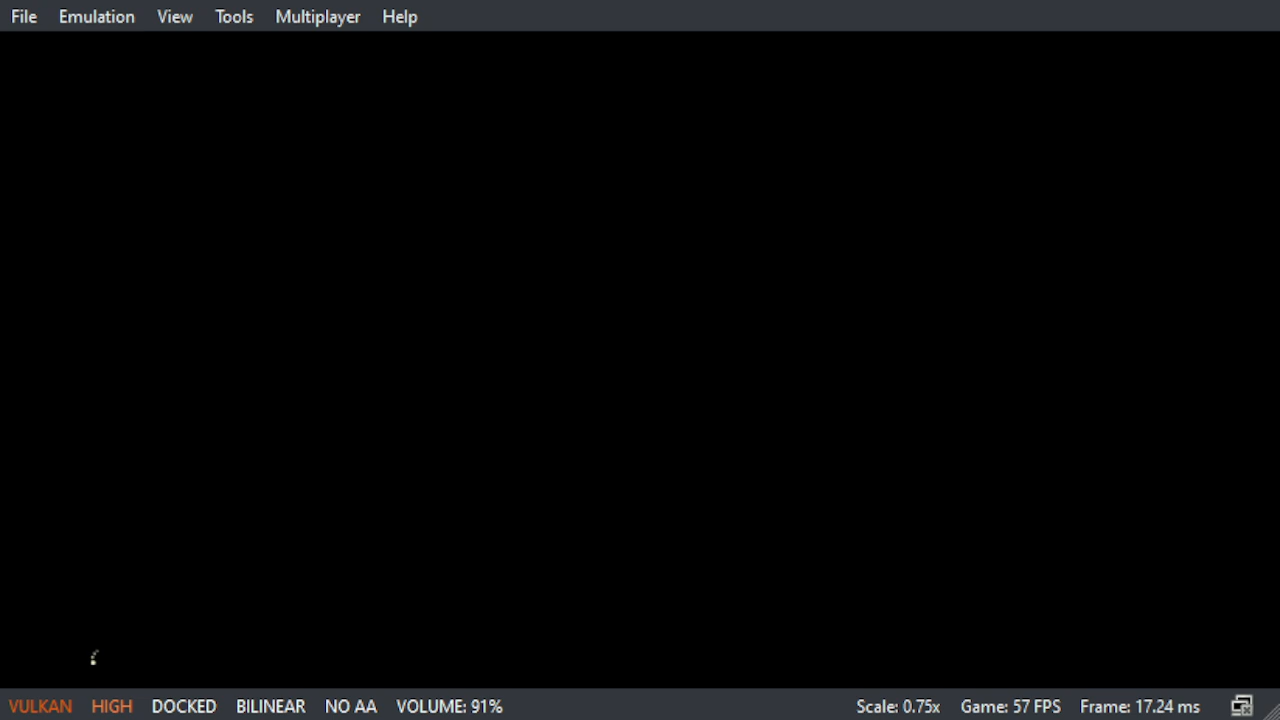 File Emulation View Tools Multiplayer Help
VULKAN HIGH DOCKED BILINEAR NO AA VOLUME: 91% Scale: 0.75x Game: 57 FPS Frame: 17.24 ms